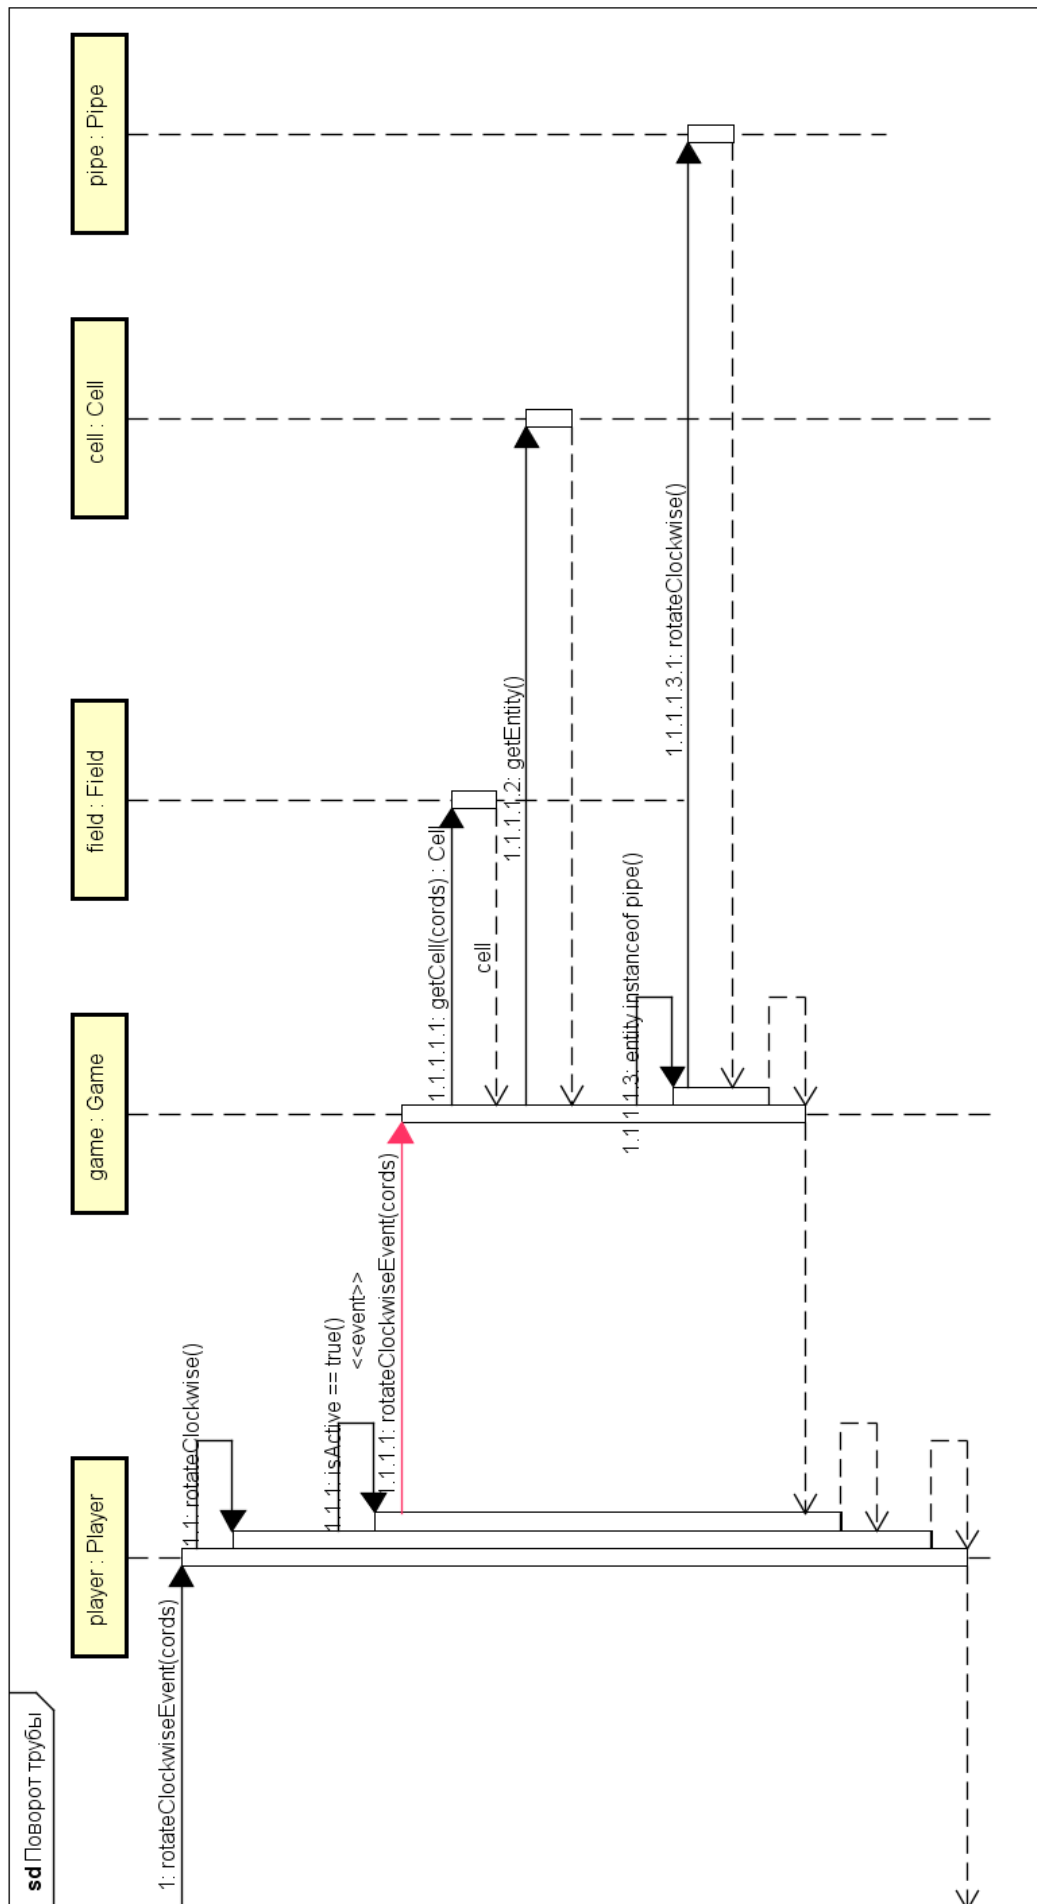 sd Поворот трубы
player : Player
game : Game
field : Field
cell : Cell
pipe : Pipe
1: rotateClockwiseEvent(cords)
1.1: rotateClockwise()
1.1.1: isActive == true()
<<event>>
1.1.1.1: rotateClockwiseEvent(cords)
1.1.1.1.1: getCell(cords) : Cell
cell
1.1.1.1.2: getEntity()
1.1.1.1.3: entity instanceof pipe()
1.1.1.1.3.1: rotateClockwise()